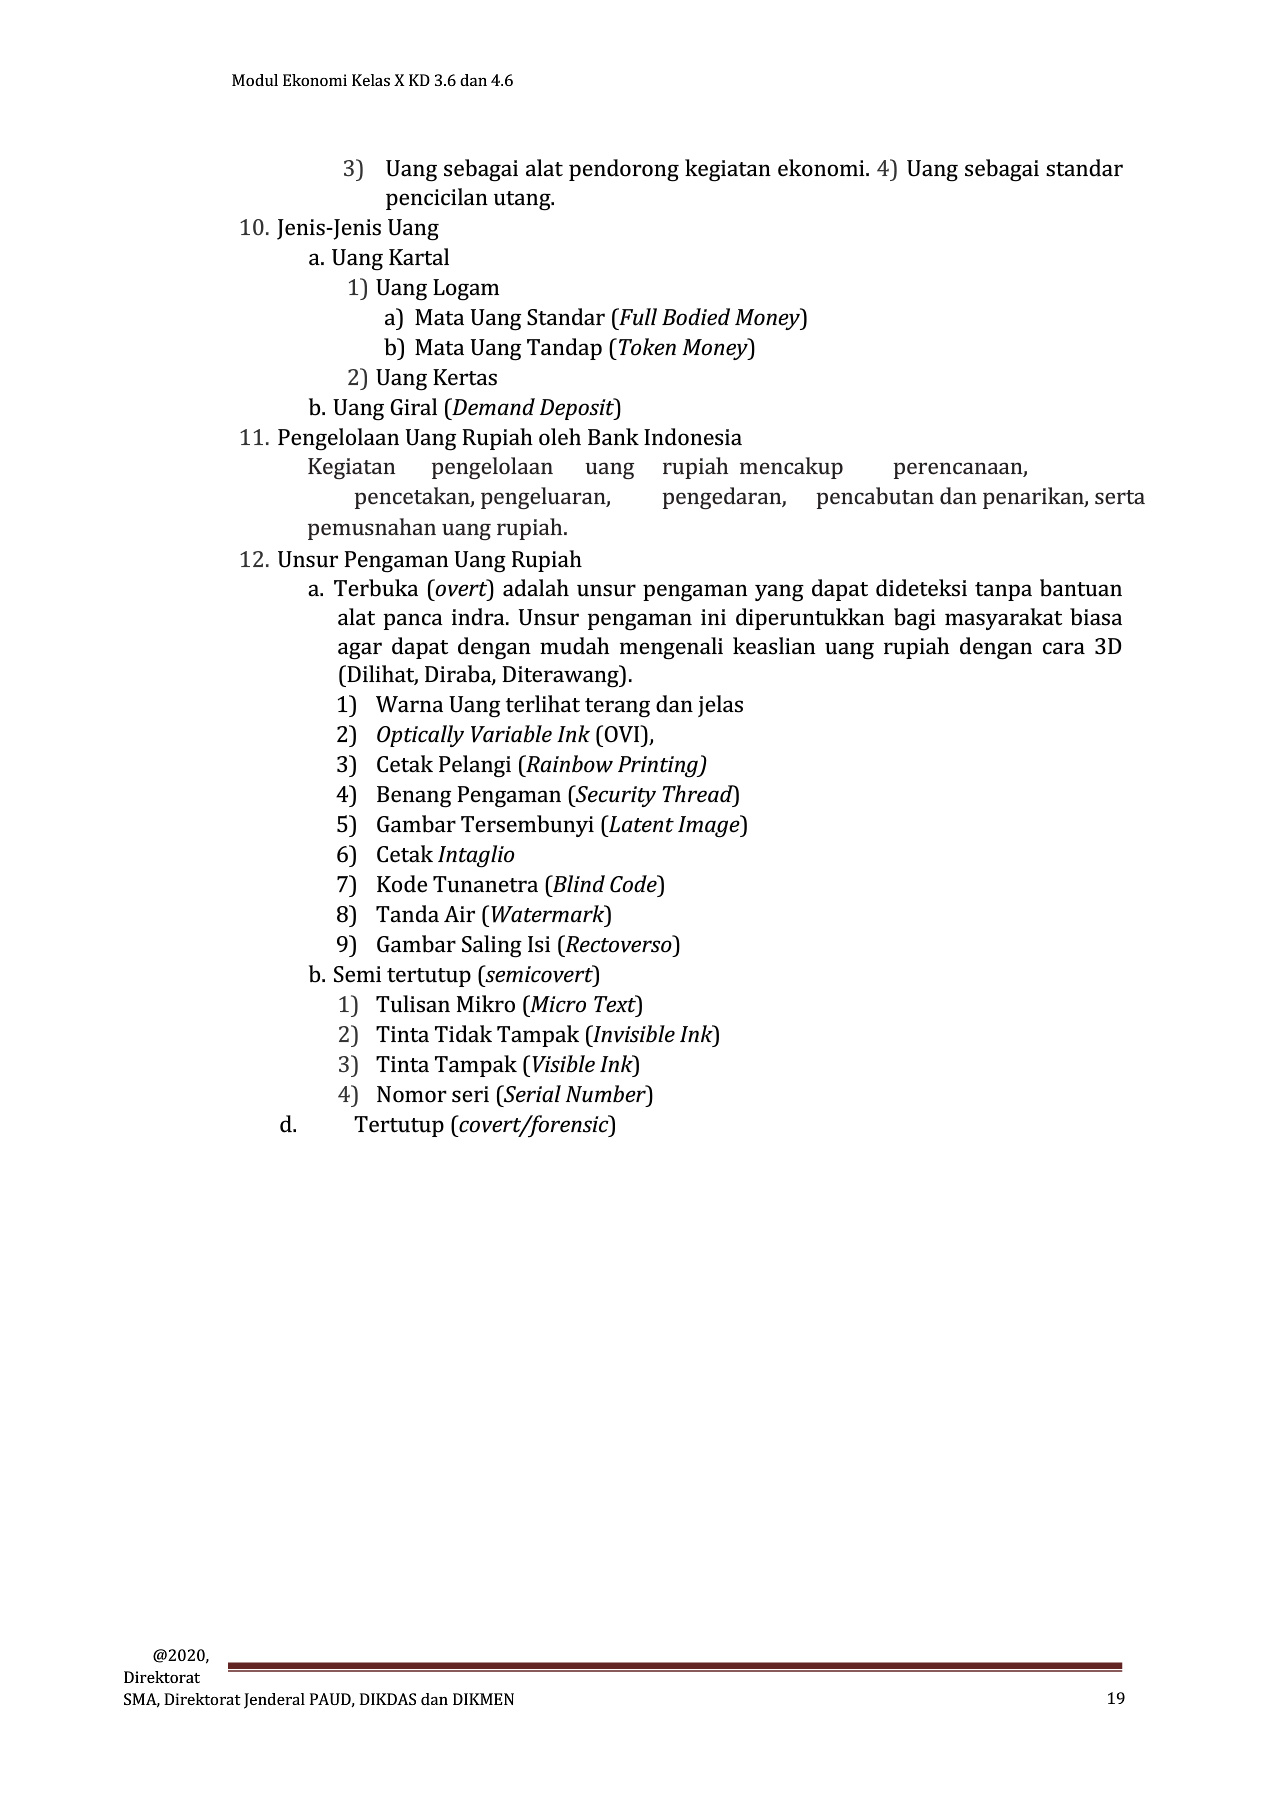 Modul Ekonomi Kelas X KD 3.6 dan 4.6
3) Uang sebagai alat pendorong kegiatan ekonomi. 4) Uang sebagai standar
pencicilan utang.
10. Jenis-Jenis Uang
a. Uang Kartal
1) Uang Logam
a) Mata Uang Standar (Full Bodied Money)
b) Mata Uang Tandap (Token Money)
2) Uang Kertas
b. Uang Giral (Demand Deposit)
11. Pengelolaan Uang Rupiah oleh Bank Indonesia
Kegiatan pengelolaan uang rupiah mencakup perencanaan,
pencetakan, pengeluaran, pengedaran, pencabutan dan penarikan, serta
pemusnahan uang rupiah.
12. Unsur Pengaman Uang Rupiah
a. Terbuka (overt) adalah unsur pengaman yang dapat dideteksi tanpa bantuan
alat panca indra. Unsur pengaman ini diperuntukkan bagi masyarakat biasa
agar dapat dengan mudah mengenali keaslian uang rupiah dengan cara 3D
(Dilihat, Diraba, Diterawang).
1) Warna Uang terlihat terang dan jelas
2) Optically Variable Ink (OVI),
3) Cetak Pelangi (Rainbow Printing)
4) Benang Pengaman (Security Thread)
5) Gambar Tersembunyi (Latent Image)
6) Cetak Intaglio
7) Kode Tunanetra (Blind Code)
8) Tanda Air (Watermark)
9) Gambar Saling Isi (Rectoverso)
b. Semi tertutup (semicovert)
1) Tulisan Mikro (Micro Text)
2) Tinta Tidak Tampak (Invisible Ink)
3) Tinta Tampak (Visible Ink)
4) Nomor seri (Serial Number)
d. Tertutup (covert/forensic)
@2020,
Direktorat
SMA, Direktorat Jenderal PAUD, DIKDAS dan DIKMEN 19